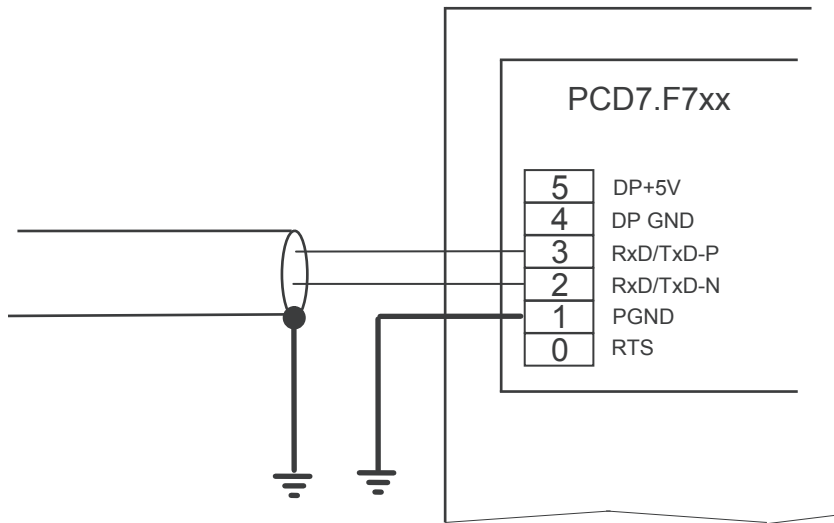 PCD7.F7xx
5 DP+5V
4 DP GND
3 RxD/TxD-P
2 RxD/TxD-N
1 PGND
0 RTS